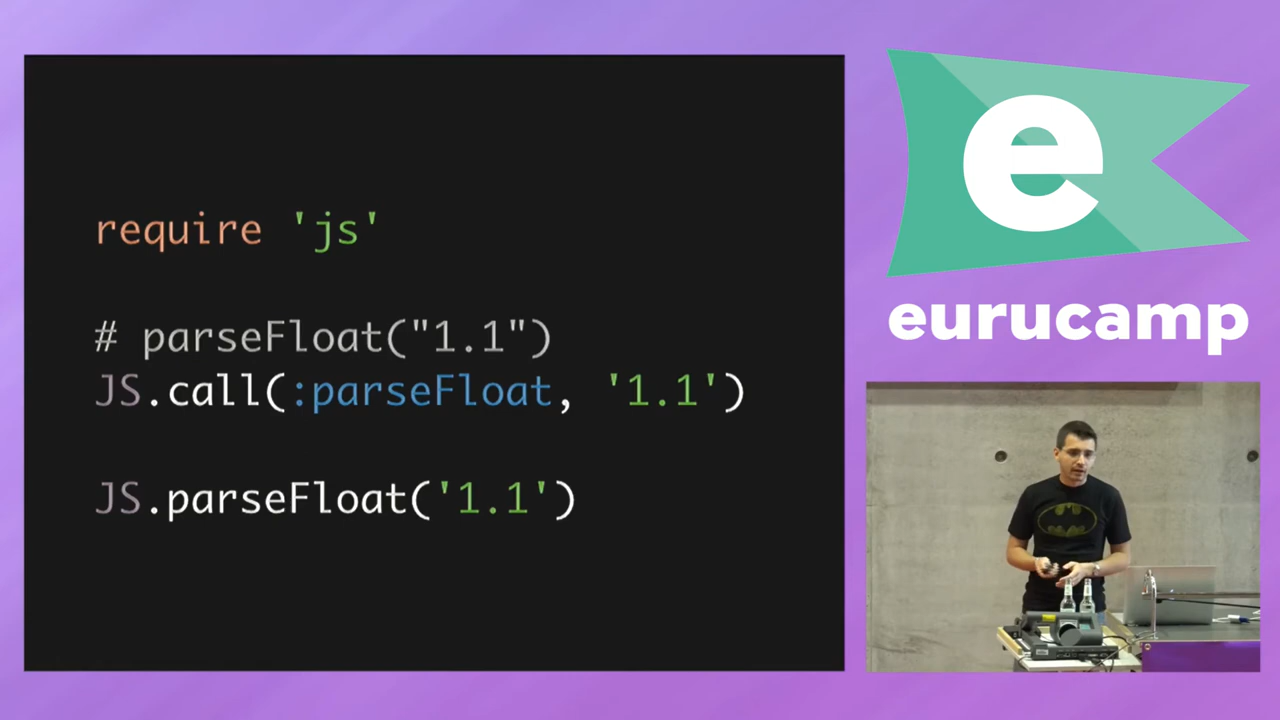 require 'js'
# parseFloat("1.1")
JS.call(:parseFloat, '1.1')
JS.parseFloat('1.1')
e
eurucamp